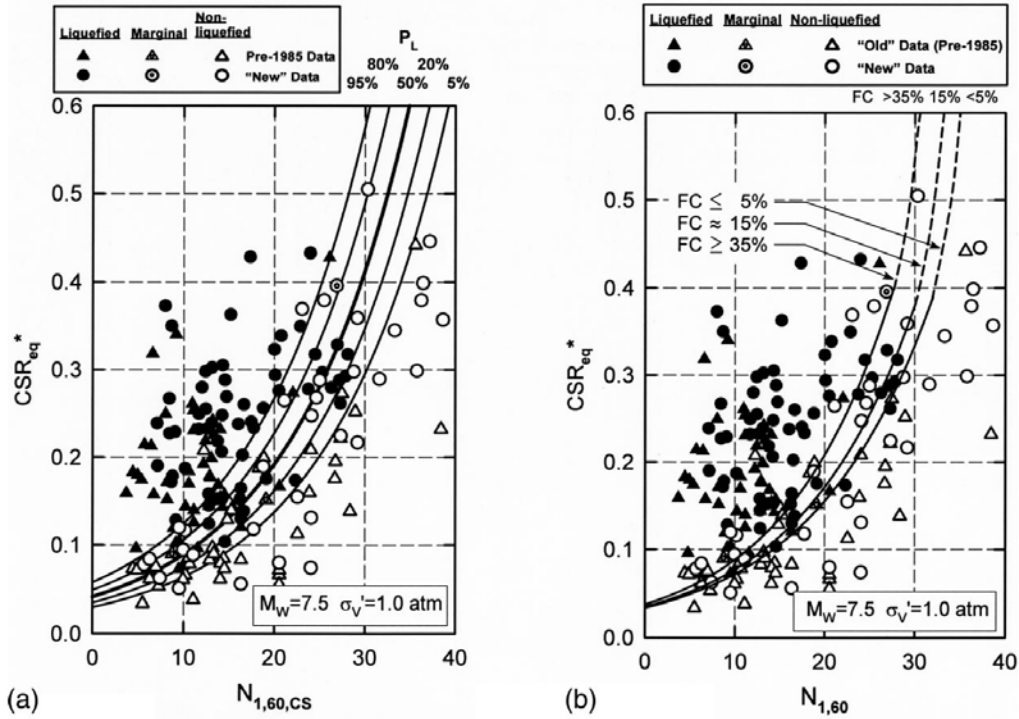 Non-
Liquefied Marginal liquefied
Pre-1985 Data
"New" Data
P_L
80% 20%
95% 50% 5%
0.6
0.5
0.4
0.3
0.2
0.1
0.0
CSR_eq*
M_W=7.5 σ_V'=1.0 atm
0 10 20 30 40
N_1,60,CS
(a)
Liquefied Marginal Non-liquefied
"Old" Data (Pre-1985)
"New" Data
FC >35% 15% <5%
0.6
0.5
0.4
0.3
0.2
0.1
0.0
CSR_eq*
FC ≤ 5%
FC ≈ 15%
FC ≥ 35%
M_W=7.5 σ_V'=1.0 atm
0 10 20 30 40
N_1,60
(b)